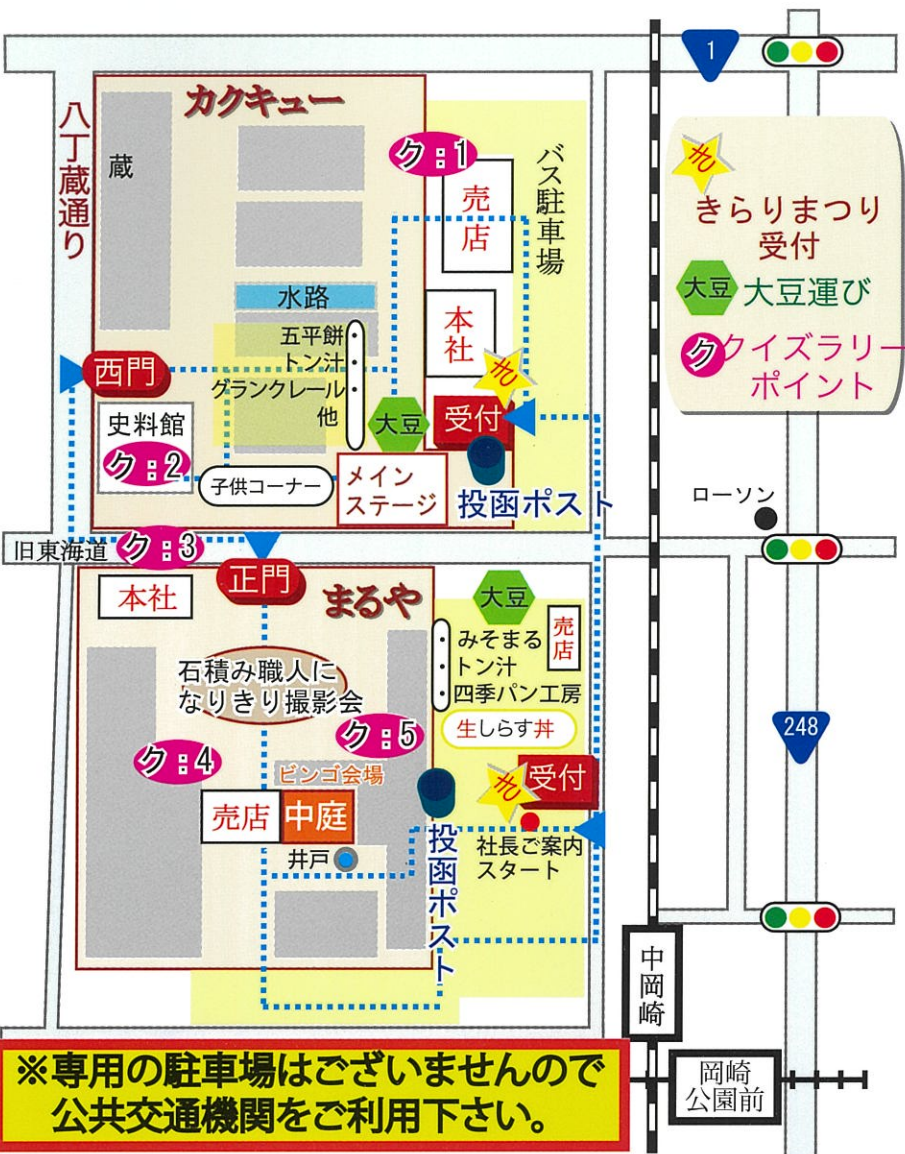 1
カクキュー
八丁蔵通り
蔵
ク:1
売店
バス駐車場
き
きらりまつり
受付
大豆
大豆運び
ク
クイズラリー
ポイント
水路
五平餅
トン汁
グランクレール
他
本社
き
西門
大豆
受付
史料館
ク:2
子供コーナー
メイン
ステージ
投函ポスト
ローソン
旧東海道
ク:3
正門
本社
まるや
大豆
売店
みそまる
トン汁
四季パン工房
生しらす丼
石積み職人に
なりきり撮影会
248
ク:4
ク:5
ビンゴ会場
き
受付
売店
中庭
投函ポスト
社長ご案内
スタート
井戸
中岡崎
岡崎
公園前
※専用の駐車場はございませんので
公共交通機関をご利用下さい。